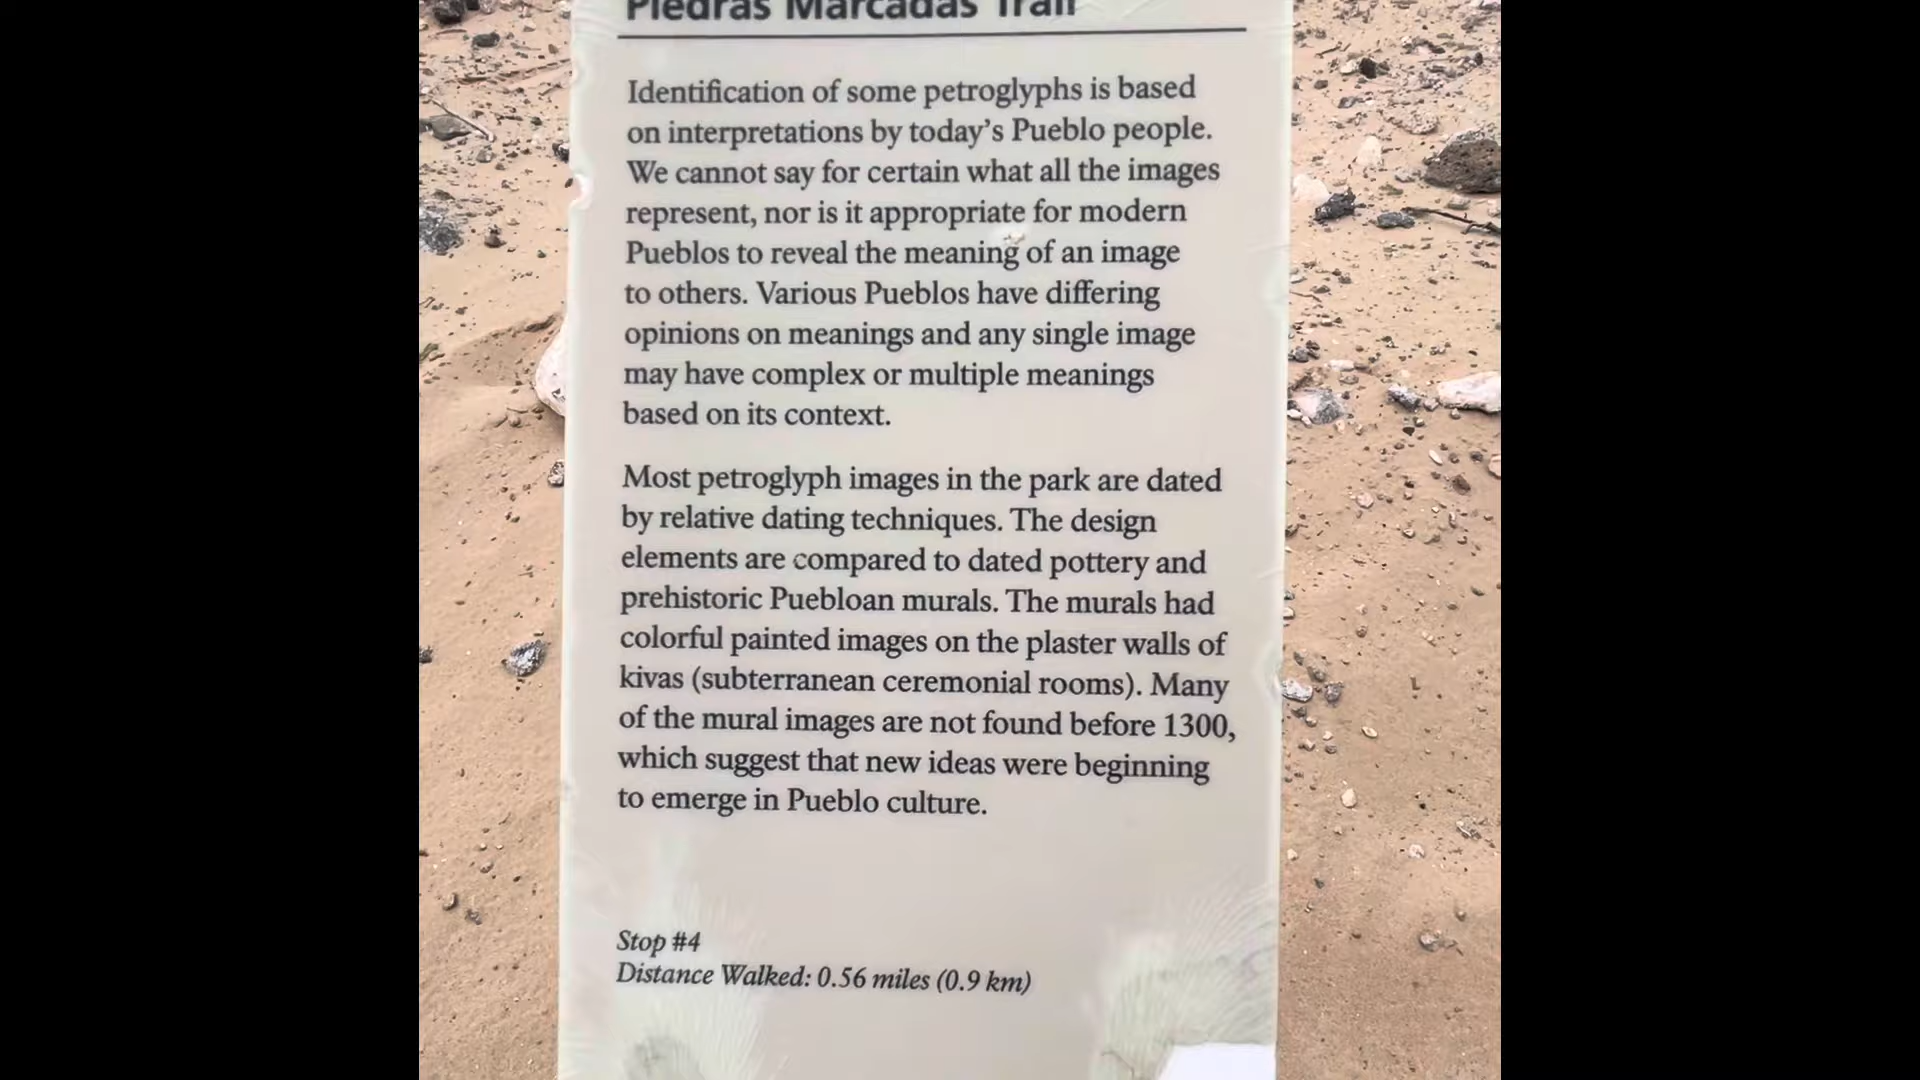 Piedras Marcadas Trail
Identification of some petroglyphs is based
on interpretations by today's Pueblo people.
We cannot say for certain what all the images
represent, nor is it appropriate for modern
Pueblos to reveal the meaning of an image
to others. Various Pueblos have differing
opinions on meanings and any single image
may have complex or multiple meanings
based on its context.
Most petroglyph images in the park are dated
by relative dating techniques. The design
elements are compared to dated pottery and
prehistoric Puebloan murals. The murals had
colorful painted images on the plaster walls of
kivas (subterranean ceremonial rooms). Many
of the mural images are not found before 1300,
which suggest that new ideas were beginning
to emerge in Pueblo culture.
Stop #4
Distance Walked: 0.56 miles (0.9 km)